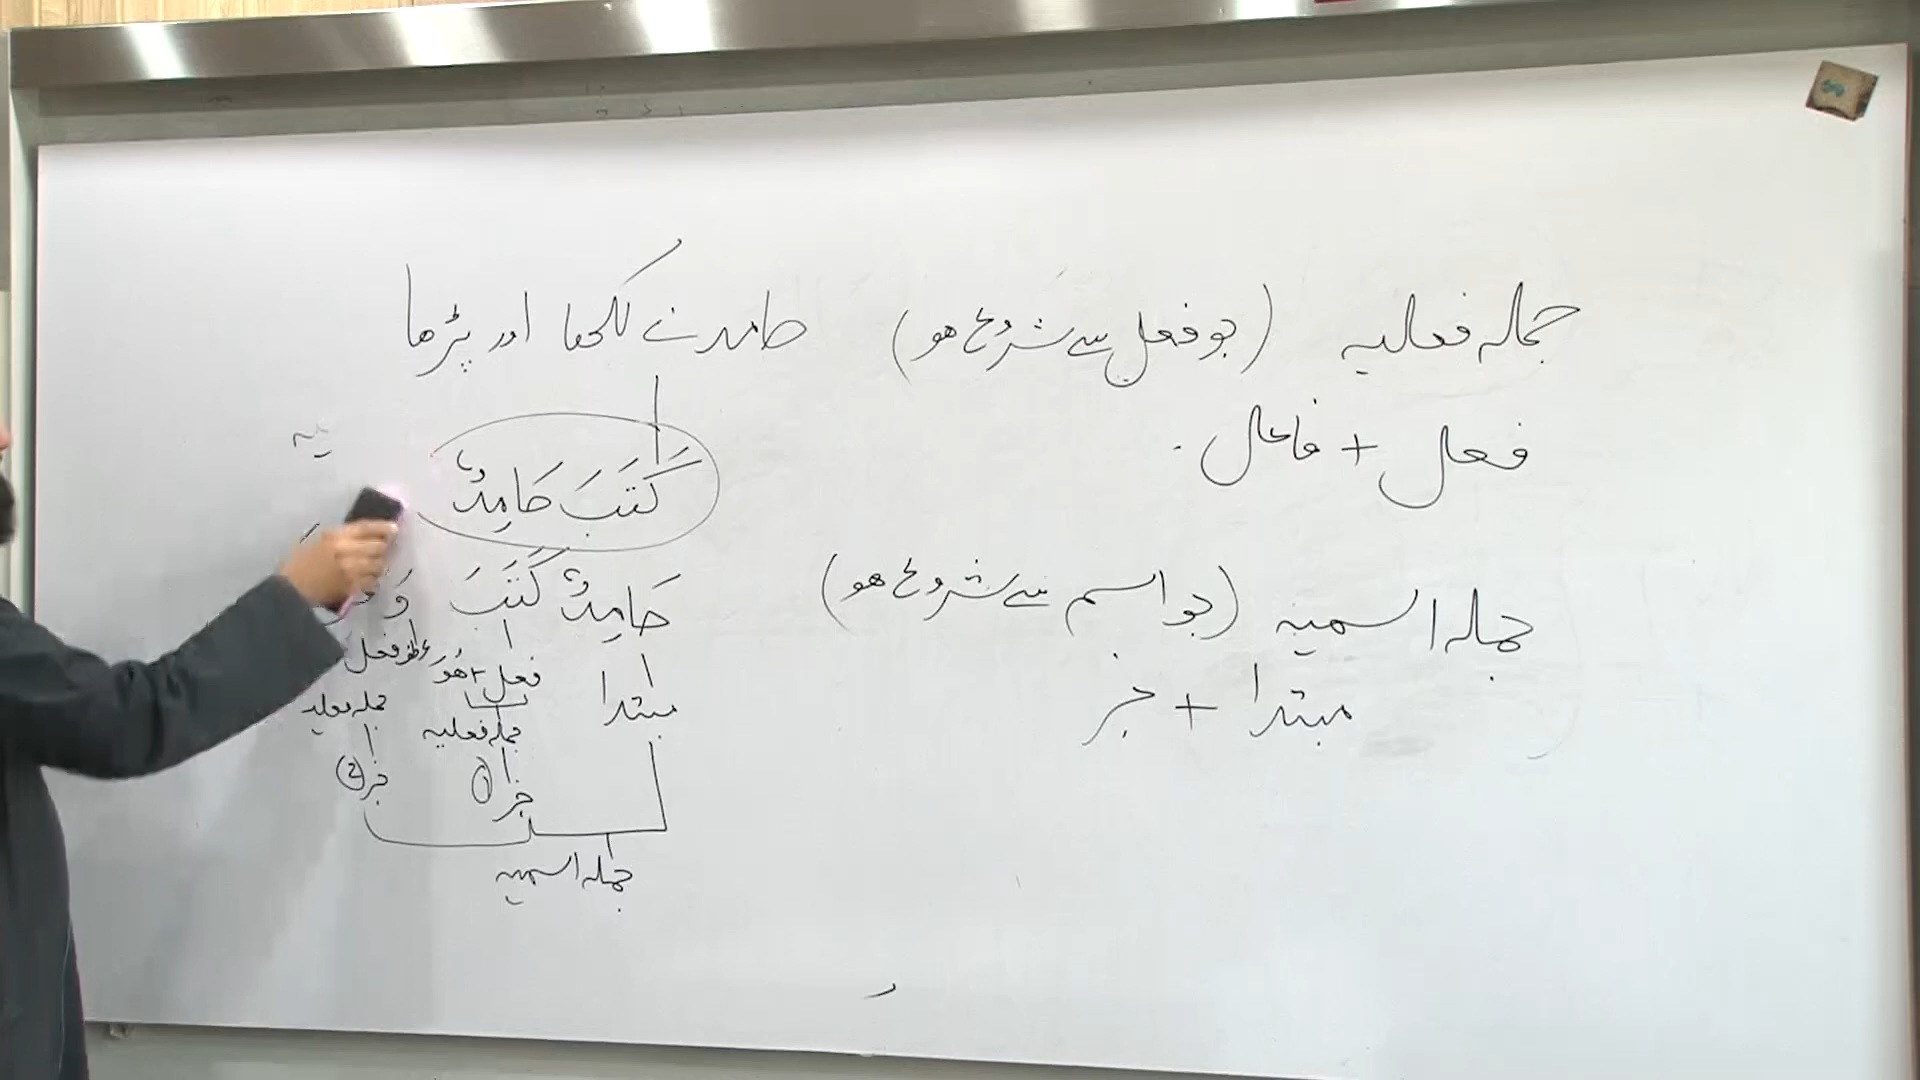 جملہ فعلیہ (جو فعل سے شروع ہو)
فعل + فاعل
جملہ اسمیہ (جو اسم سے شروع ہو)
مبتدا + خبر
حامد نے لکھا اور پڑھا
كَتَبَ حَامِدٌ
حَامِدٌ كَتَبَ وَ
مبتدا فعل + هُوَ فعل
جملہ فعلیہ جملہ فعلیہ
خبر ① خبر ②
جملہ اسمیہ